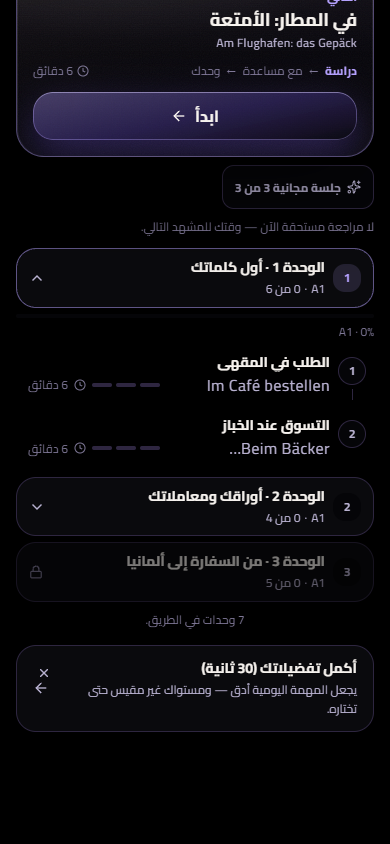 في المطار: الأمتعة
Am Flughafen: das Gepäck
دراسة ← مع مساعدة ← وحدك
6 دقائق
ابدأ ←
جلسة مجانية 3 من 3
لا مراجعة مستحقة الآن — وقتك للمشهد التالي.
1
الوحدة 1 · أول كلماتك
A1 · 0 من 6
A1 · 0%
1
الطلب في المقهى
Im Café bestellen
6 دقائق
2
التسوق عند الخباز
Beim Bäcker...
6 دقائق
2
الوحدة 2 · أوراقك ومعاملاتك
A1 · 0 من 4
3
الوحدة 3 · من السفارة إلى ألمانيا
A1 · 0 من 5
7 وحدات في الطريق.
أكمل تفضيلاتك (30 ثانية)
يجعل المهمة اليومية أدق — ومستواك غير مقيس حتى
تختاره.